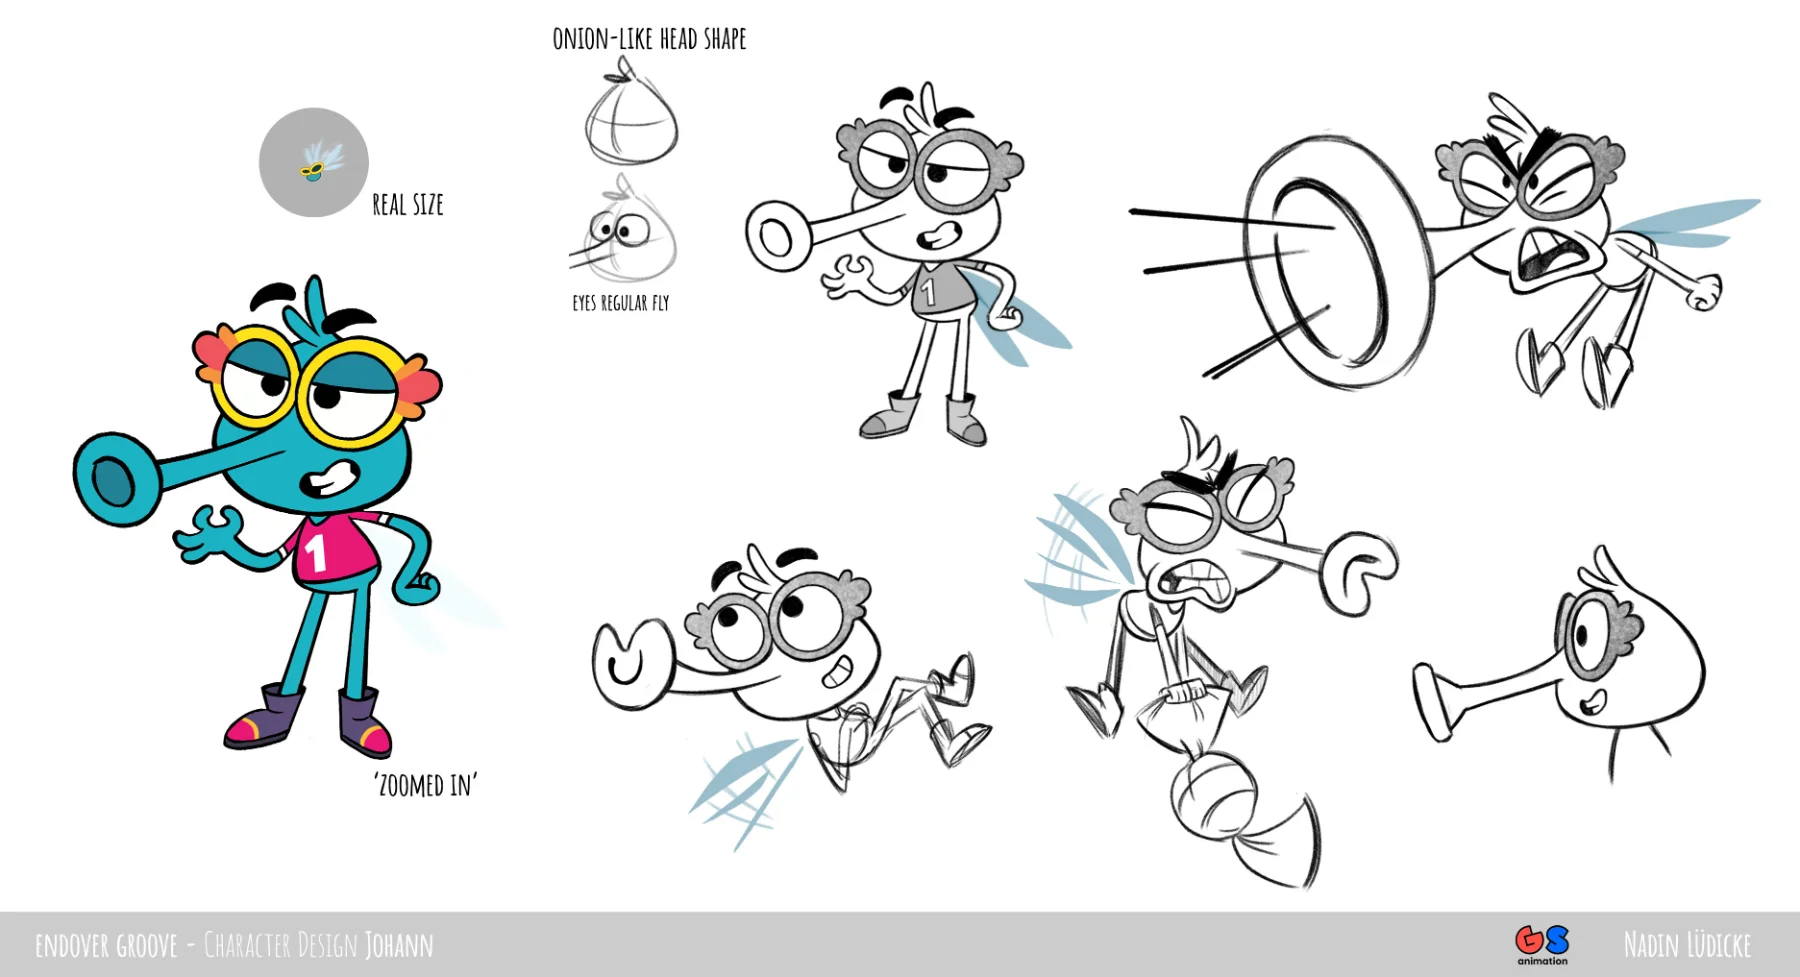 ONION-LIKE HEAD SHAPE
REAL SIZE
EYES REGULAR FLY
1
1
'ZOOMED IN'
ENDOVER GROOVE - CHARACTER DESIGN JOHANN
GS
animation
NADIN LÜDICKE